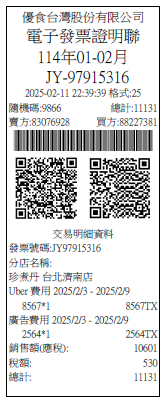 優食台灣股份有限公司
電子發票證明聯
114年01-02月
JY-97915316
2025-02-11 22:39:39 格式:25
隨機碼:9866 總計:11131
賣方:83076928 買方:88227381
交易明細資料
發票號碼:JY97915316
分店名稱:
珍煮丹 台北濟南店
Uber 費用 2025/2/3 - 2025/2/9
8567*1 8567TX
廣告費用 2025/2/3 - 2025/2/9
2564*1 2564TX
銷售額(應稅): 10601
稅額: 530
總計: 11131